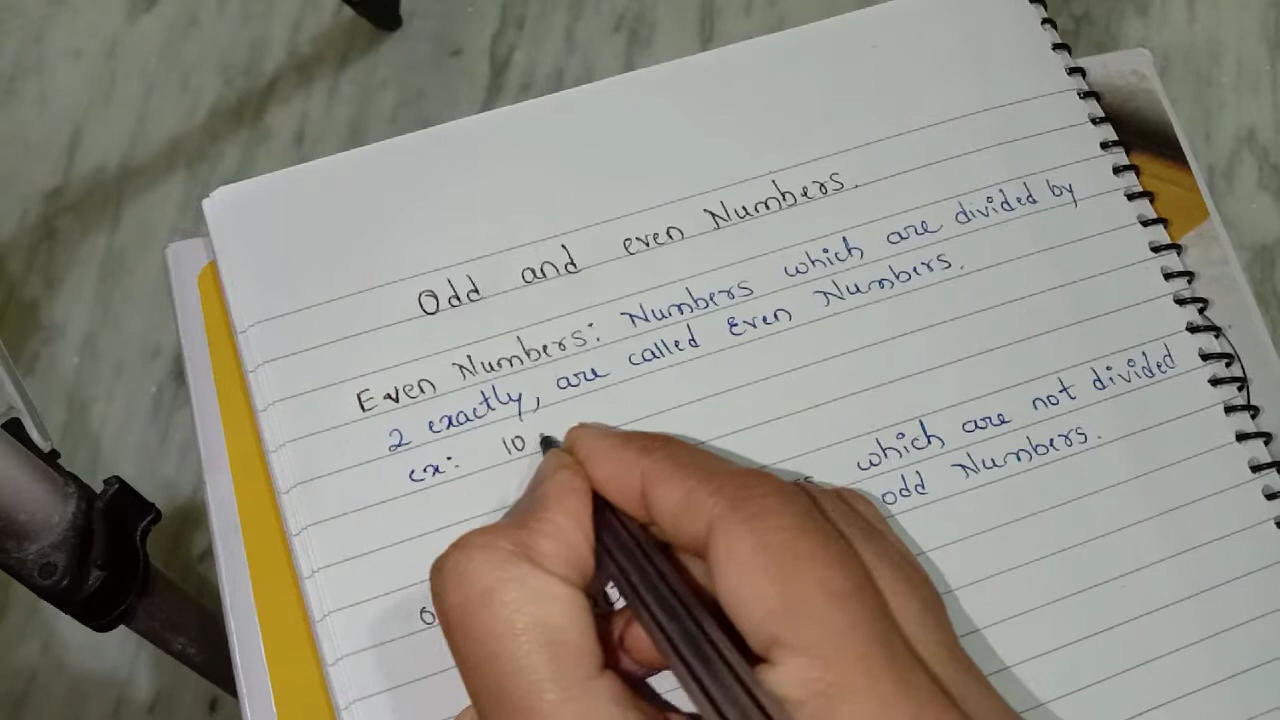 Odd and even Numbers.
Even Numbers: Numbers which are divided by
2 exactly, are called Even Numbers.
ex: 10
which are not divided
odd Numbers.